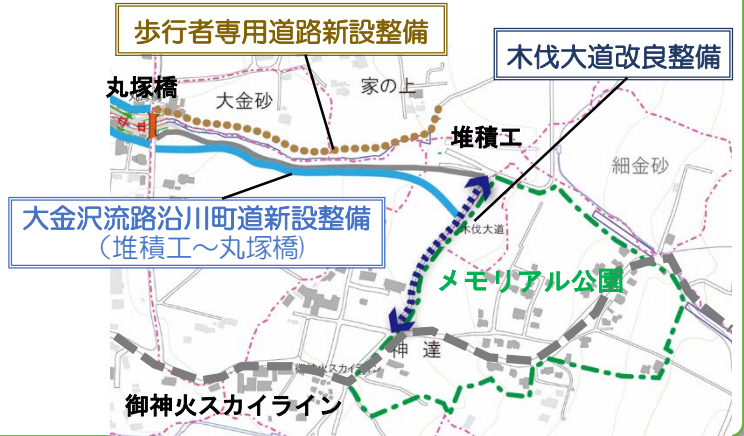 歩行者専用道路新設整備
木伐大道改良整備
丸塚橋
大金砂
家の上
堆積工
細金砂
大金沢流路沿川町道新設整備
（堆積工～丸塚橋）
木伐大道
メモリアル公園
神達
御神火スカイライン
御神火スカイライン